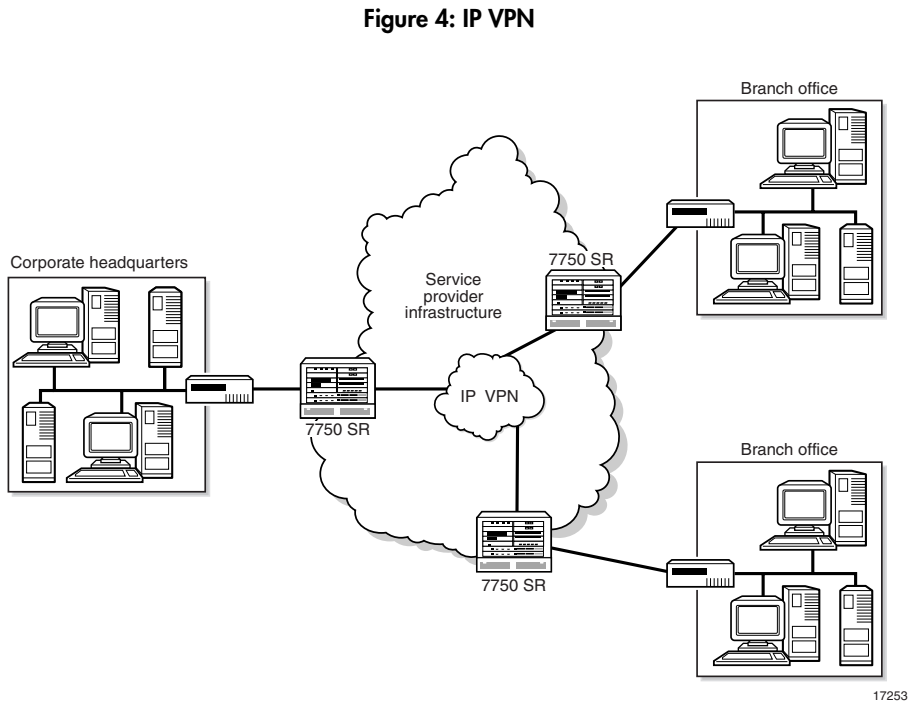 Figure 4: IP VPN
Branch office
Corporate headquarters
7750 SR
Service
provider
infrastructure
IP VPN
7750 SR
Branch office
7750 SR
17253